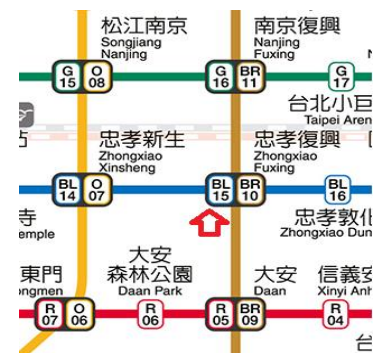 松江南京
Songjiang
Nanjing
南京復興
Nanjing
Fuxing
G
15
O
08
G
16
BR
11
G
17
台北小巨
Taipei Aren
站
忠孝新生
Zhongxiao
Xinsheng
忠孝復興
Zhongxiao
Fuxing
BL
14
O
07
BL
15
BR
10
BL
16
寺
emple
忠孝敦化
Zhongxiao Dun
東門
ongmen
大安
森林公園
Daan Park
大安
Daan
信義安
Xinyi Anh
R
07
O
06
R
06
R
05
BR
09
R
04
台